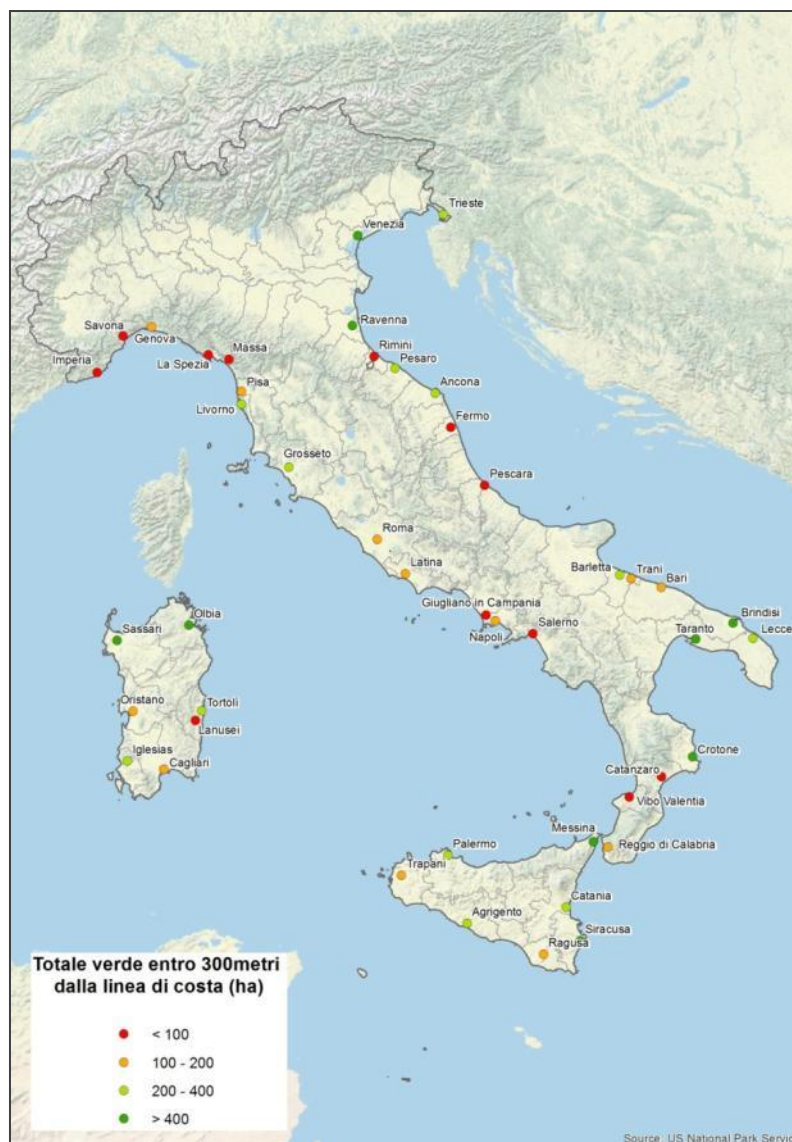 Trieste
Venezia
Ravenna
Savona
Genova
Massa
Rimini
Imperia
La Spezia
Pesaro
Pisa
Ancona
Livorno
Fermo
Grosseto
Pescara
Roma
Latina
Barletta
Trani
Bari
Giugliano in Campania
Olbia
Brindisi
Sassari
Napoli
Salerno
Taranto
Lecce
Oristano
Tortoli
Lanusei
Crotone
Iglesias
Cagliari
Catanzaro
Vibo Valentia
Messina
Palermo
Reggio di Calabria
Trapani
Catania
Agrigento
Siracusa
Ragusa
Totale verde entro 300metri
dalla linea di costa (ha)
< 100
100 - 200
200 - 400
> 400
Source: US National Park Servic